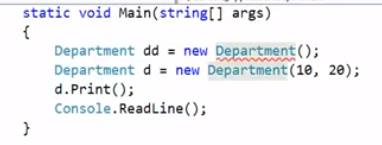 static void Main(string[] args)
{
Department dd = new Department();
Department d = new Department(10, 20);
d.Print();
Console.ReadLine();
}